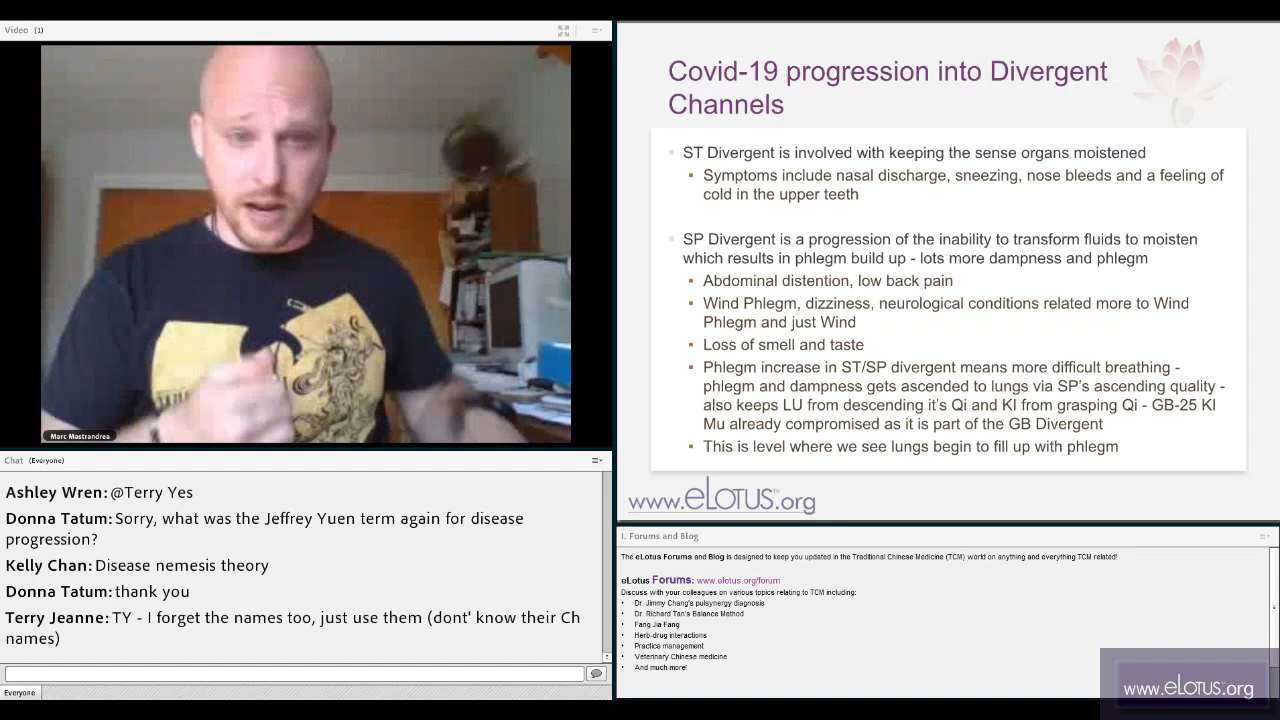 Video (1)
Marc Mastrandrea
Chat (Everyone)
Ashley Wren: @Terry Yes
Donna Tatum: Sorry, what was the Jeffrey Yuen term again for disease
progression?
Kelly Chan: Disease nemesis theory
Donna Tatum: thank you
Terry Jeanne: TY - I forget the names too, just use them (dont' know their Ch
names)
Everyone
Covid-19 progression into Divergent
Channels
ST Divergent is involved with keeping the sense organs moistened
Symptoms include nasal discharge, sneezing, nose bleeds and a feeling of
cold in the upper teeth
SP Divergent is a progression of the inability to transform fluids to moisten
which results in phlegm build up - lots more dampness and phlegm
Abdominal distention, low back pain
Wind Phlegm, dizziness, neurological conditions related more to Wind
Phlegm and just Wind
Loss of smell and taste
Phlegm increase in ST/SP divergent means more difficult breathing -
phlegm and dampness gets ascended to lungs via SP's ascending quality -
also keeps LU from descending it's Qi and KI from grasping Qi - GB-25 KI
Mu already compromised as it is part of the GB Divergent
This is level where we see lungs begin to fill up with phlegm
www.eLOTUS.org
I. Forums and Blog
The eLotus Forums and Blog is designed to keep you updated in the Traditional Chinese Medicine (TCM) world on anything and everything TCM related!
eLotus Forums: www.elotus.org/forum
Discuss with your colleagues on various topics relating to TCM including:
• Dr. Jimmy Chang's pulsynergy diagnosis
• Dr. Richard Tan's Balance Method
• Fang Jia Fang
• Herb-drug interactions
• Practice management
• Veterinary Chinese medicine
• And much more!
www.eLOTUS.org